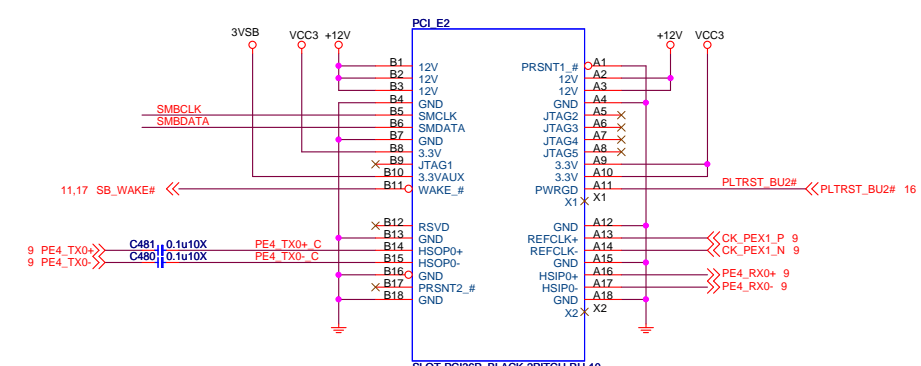 PCI_E2
3VSB VCC3 +12V +12V VCC3
B1 12V PRSNT1_# A1
B2 12V 12V A2
B3 12V 12V A3
B4 GND GND A4
SMBCLK B5 SMCLK JTAG2 A5
SMBDATA B6 SMDATA JTAG3 A6
B7 GND JTAG4 A7
B8 3.3V JTAG5 A8
B9 JTAG1 3.3V A9
B10 3.3VAUX 3.3V A10
11,17 SB_WAKE# B11 WAKE_# PWRGD A11 PLTRST_BU2# PLTRST_BU2# 16
X1 X1
B12 RSVD GND A12
B13 GND REFCLK+ A13 CK_PEX1_P 9
9 PE4_TX0+ C481 0.1u10X PE4_TX0+_C B14 HSOP0+ REFCLK- A14 CK_PEX1_N 9
9 PE4_TX0- C480 0.1u10X PE4_TX0-_C B15 HSOP0- GND A15
B16 GND HSIP0+ A16 PE4_RX0+ 9
B17 PRSNT2_# HSIP0- A17 PE4_RX0- 9
B18 GND GND A18
X2 X2